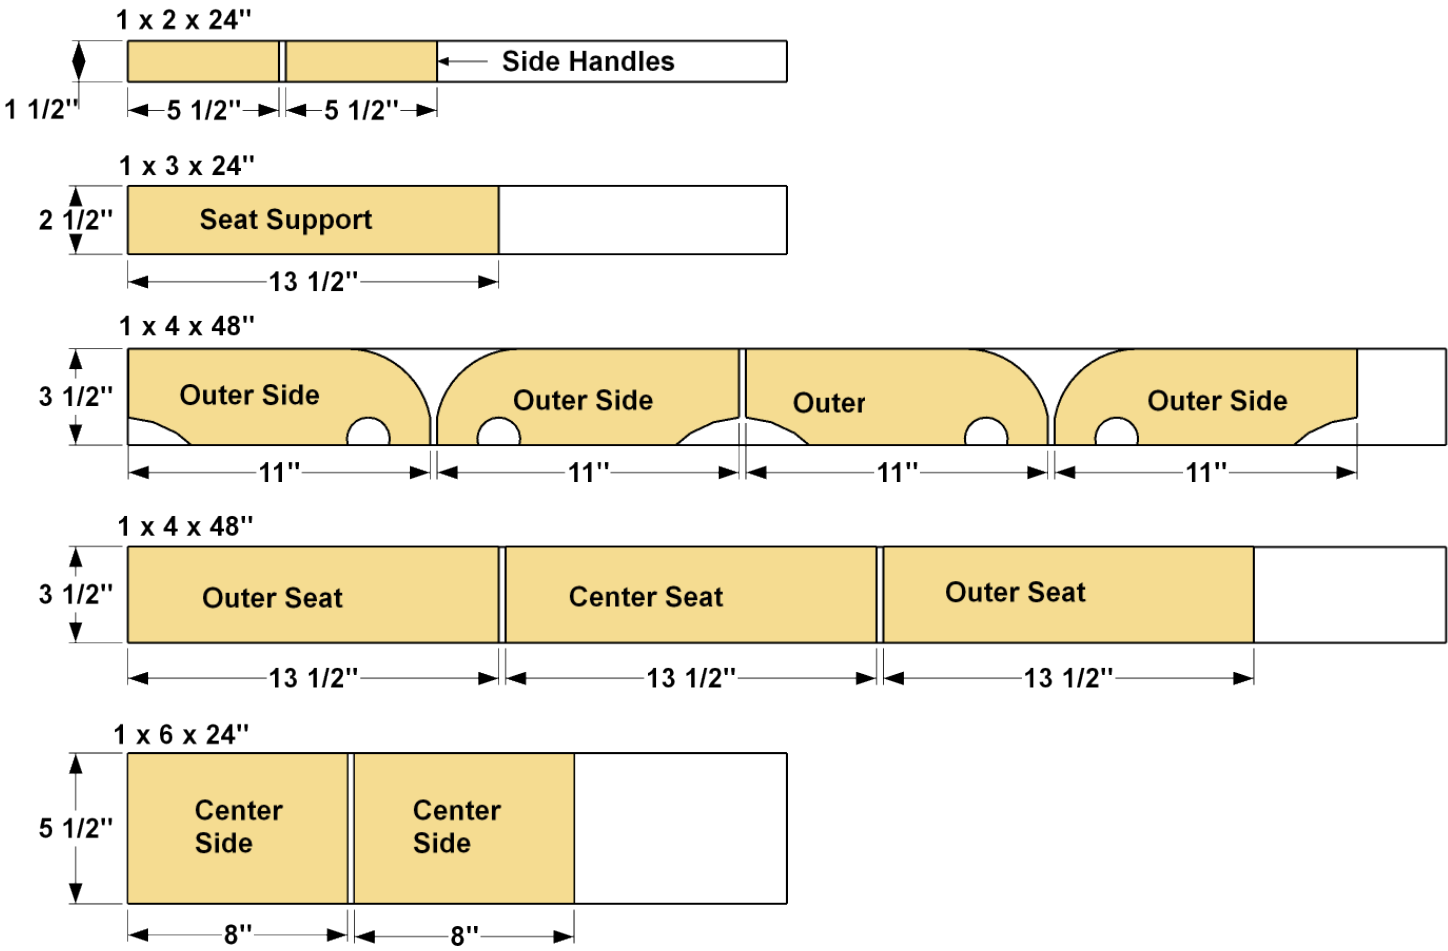 1 x 2 x 24"
Side Handles
1 1/2"
5 1/2"
5 1/2"
1 x 3 x 24"
2 1/2"
Seat Support
13 1/2"
1 x 4 x 48"
3 1/2"
Outer Side
Outer Side
Outer
Outer Side
11"
11"
11"
11"
1 x 4 x 48"
3 1/2"
Outer Seat
Center Seat
Outer Seat
13 1/2"
13 1/2"
13 1/2"
1 x 6 x 24"
5 1/2"
Center
Side
Center
Side
8"
8"